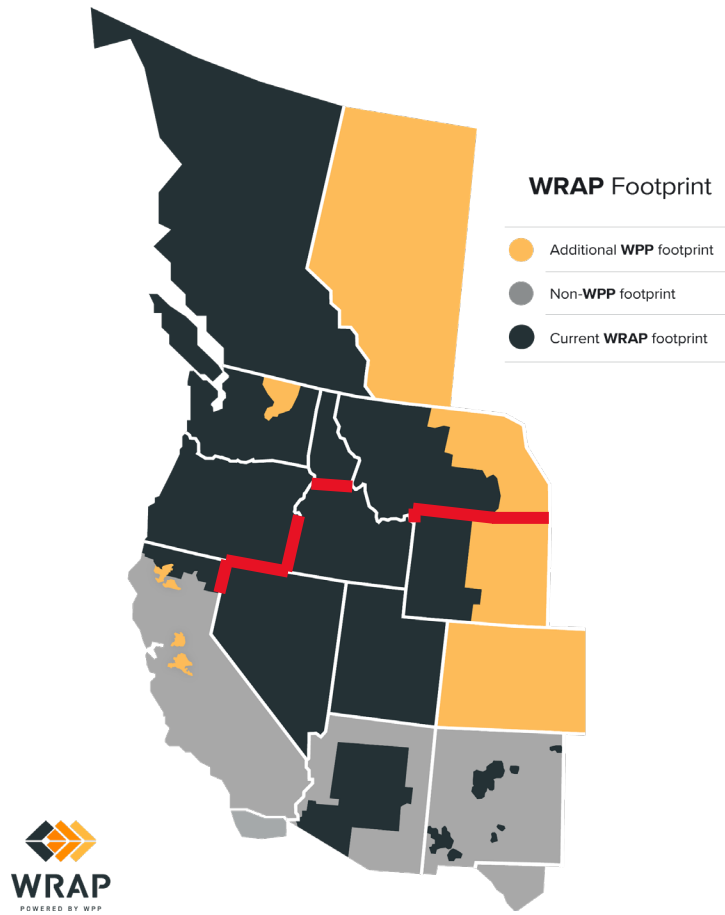 WRAP Footprint
Additional WPP footprint
Non-WPP footprint
Current WRAP footprint
WRAP
POWERED BY WPP